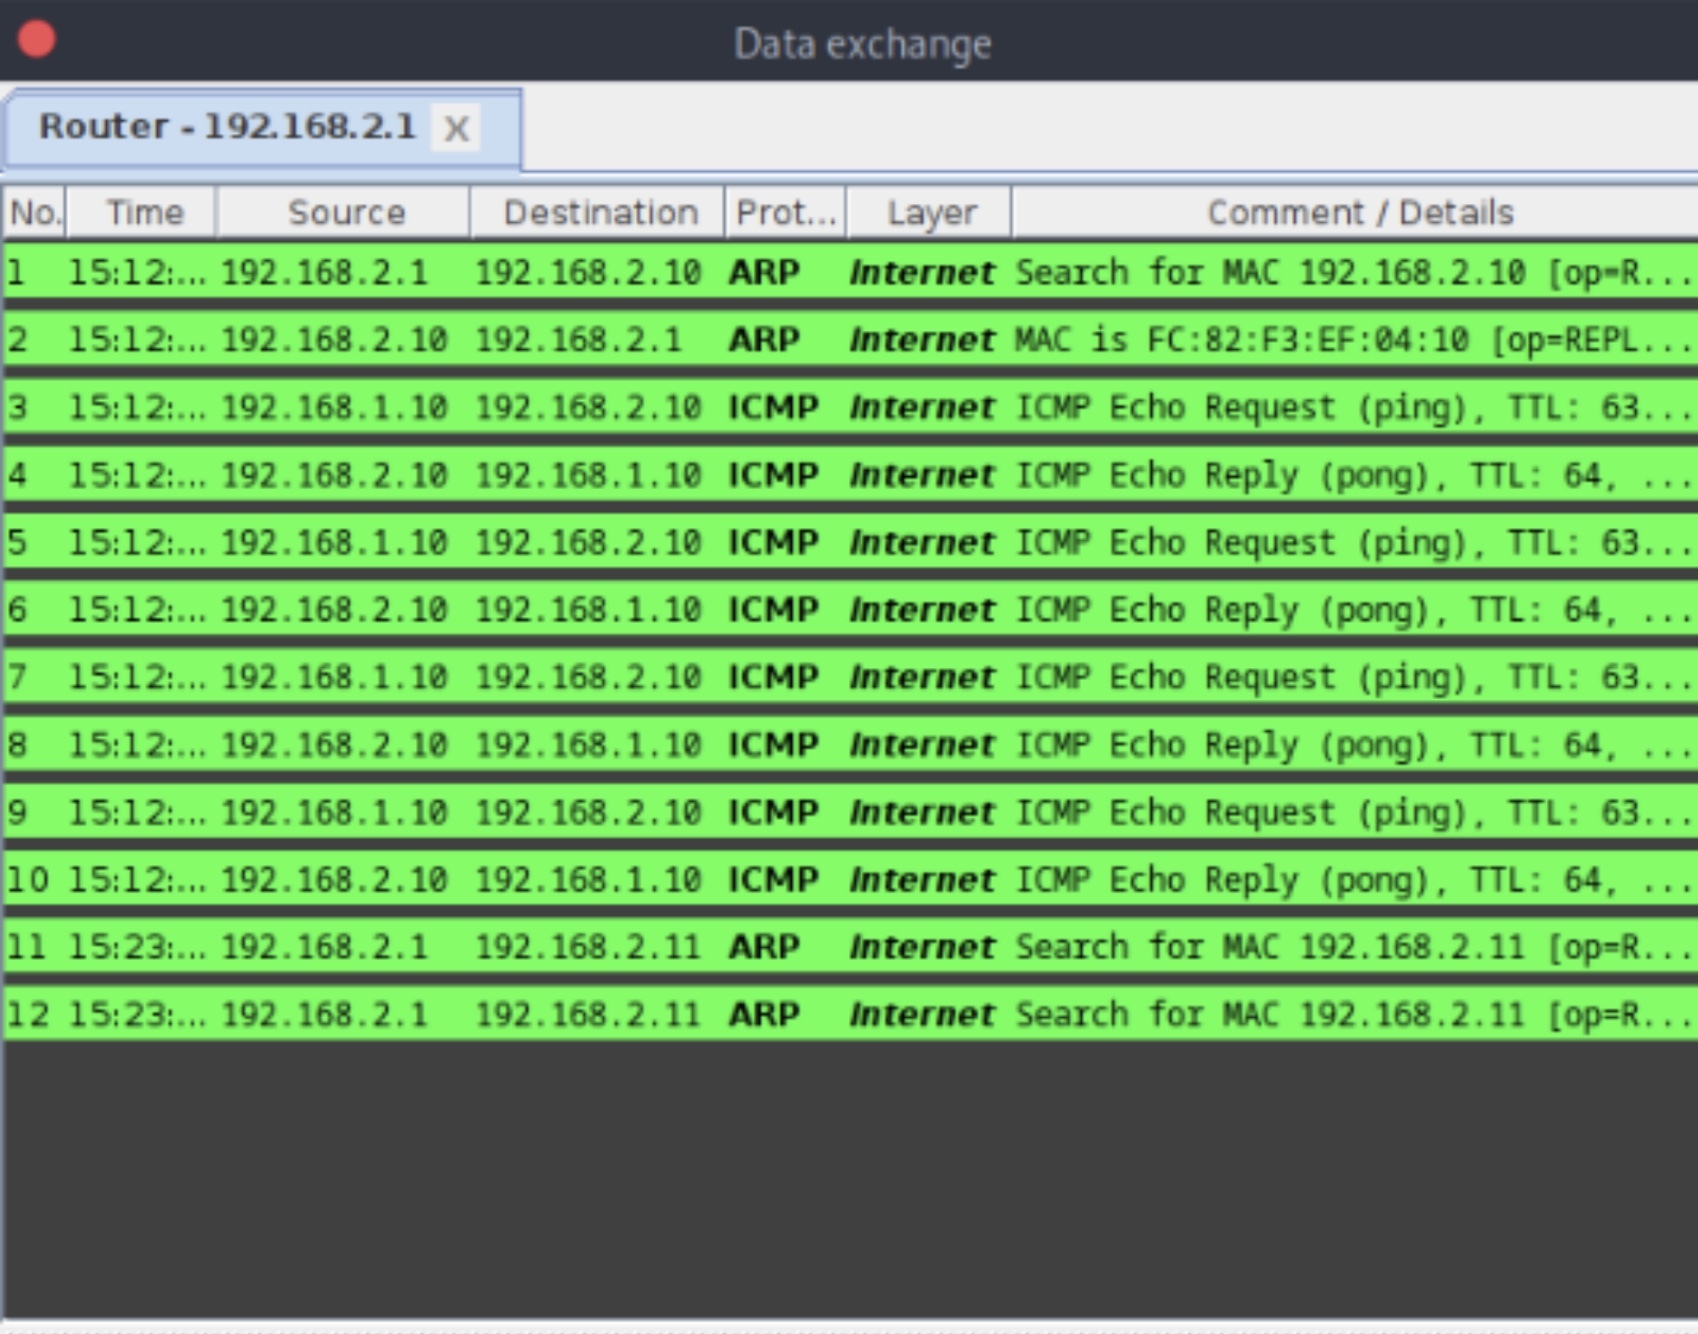 Data exchange
Router - 192.168.2.1 X
No. Time Source Destination Prot... Layer Comment / Details
1 15:12:... 192.168.2.1 192.168.2.10 ARP Internet Search for MAC 192.168.2.10 [op=R...
2 15:12:... 192.168.2.10 192.168.2.1 ARP Internet MAC is FC:82:F3:EF:04:10 [op=REPL...
3 15:12:... 192.168.1.10 192.168.2.10 ICMP Internet ICMP Echo Request (ping), TTL: 63...
4 15:12:... 192.168.2.10 192.168.1.10 ICMP Internet ICMP Echo Reply (pong), TTL: 64, ...
5 15:12:... 192.168.1.10 192.168.2.10 ICMP Internet ICMP Echo Request (ping), TTL: 63...
6 15:12:... 192.168.2.10 192.168.1.10 ICMP Internet ICMP Echo Reply (pong), TTL: 64, ...
7 15:12:... 192.168.1.10 192.168.2.10 ICMP Internet ICMP Echo Request (ping), TTL: 63...
8 15:12:... 192.168.2.10 192.168.1.10 ICMP Internet ICMP Echo Reply (pong), TTL: 64, ...
9 15:12:... 192.168.1.10 192.168.2.10 ICMP Internet ICMP Echo Request (ping), TTL: 63...
10 15:12:... 192.168.2.10 192.168.1.10 ICMP Internet ICMP Echo Reply (pong), TTL: 64, ...
11 15:23:... 192.168.2.1 192.168.2.11 ARP Internet Search for MAC 192.168.2.11 [op=R...
12 15:23:... 192.168.2.1 192.168.2.11 ARP Internet Search for MAC 192.168.2.11 [op=R...